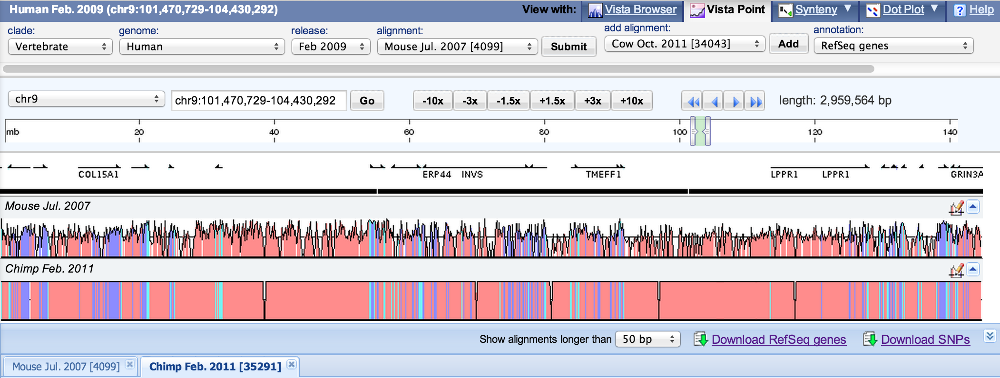 Human Feb. 2009 (chr9:101,470,729-104,430,292) View with: Vista Browser Vista Point Synteny ▼ Dot Plot ▼ ? Help
clade: genome: release: alignment: add alignment: annotation:
Vertebrate Human Feb 2009 Mouse Jul. 2007 [4099] Submit Cow Oct. 2011 [34043] Add RefSeq genes
chr9 chr9:101,470,729-104,430,292 Go -10x -3x -1.5x +1.5x +3x +10x length: 2,959,564 bp
mb 20 40 60 80 100 120 140
COL15A1 ERP44 INVS TMEFF1 LPPR1 LPPR1 GRIN3A
Mouse Jul. 2007
Chimp Feb. 2011
Show alignments longer than 50 bp Download RefSeq genes Download SNPs
Mouse Jul. 2007 [4099] Chimp Feb. 2011 [35291]